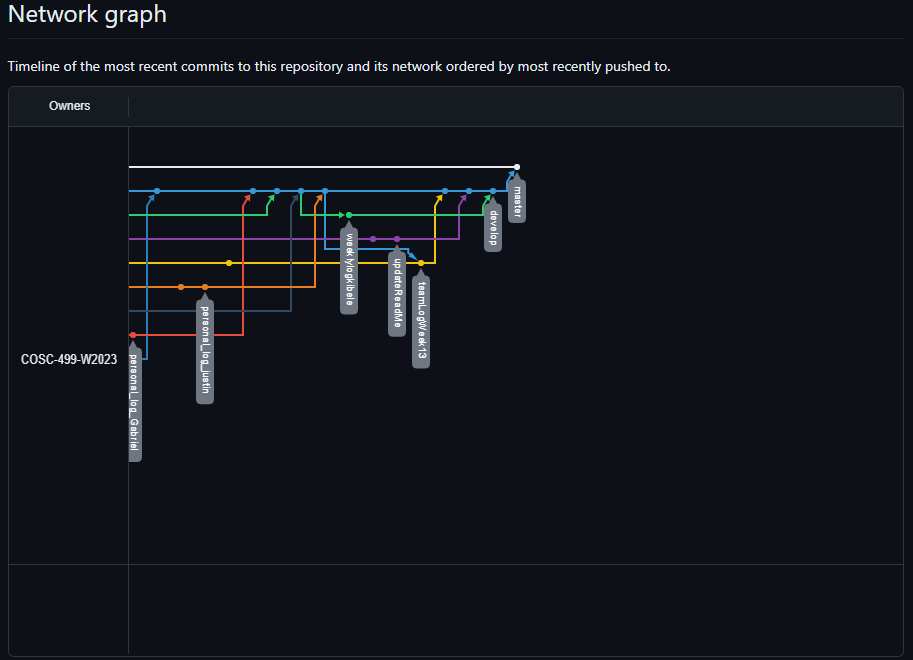 Network graph
Timeline of the most recent commits to this repository and its network ordered by most recently pushed to.
Owners
COSC-499-W2023
master
develop
weeklylogkibele
updateReadMe
teamLogWeek13
personal_log_justin
personal_log_Gabriel